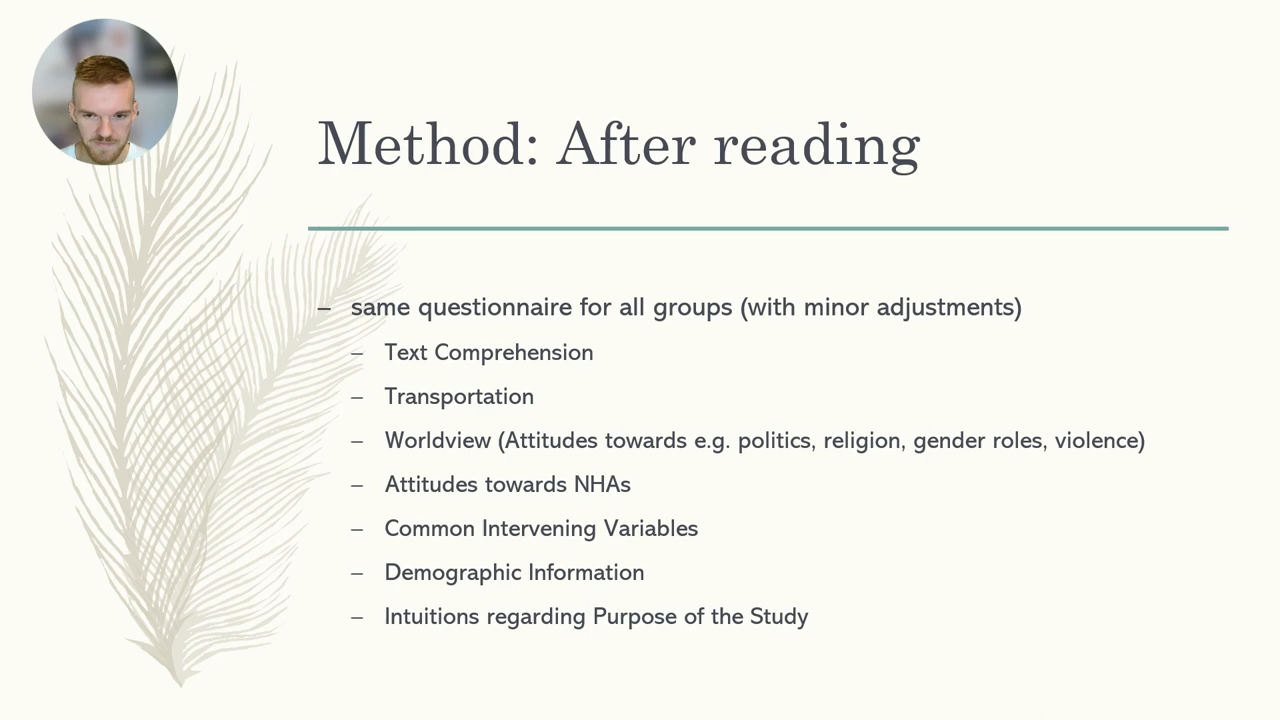 Method: After reading
– same questionnaire for all groups (with minor adjustments)
– Text Comprehension
– Transportation
– Worldview (Attitudes towards e.g. politics, religion, gender roles, violence)
– Attitudes towards NHAs
– Common Intervening Variables
– Demographic Information
– Intuitions regarding Purpose of the Study